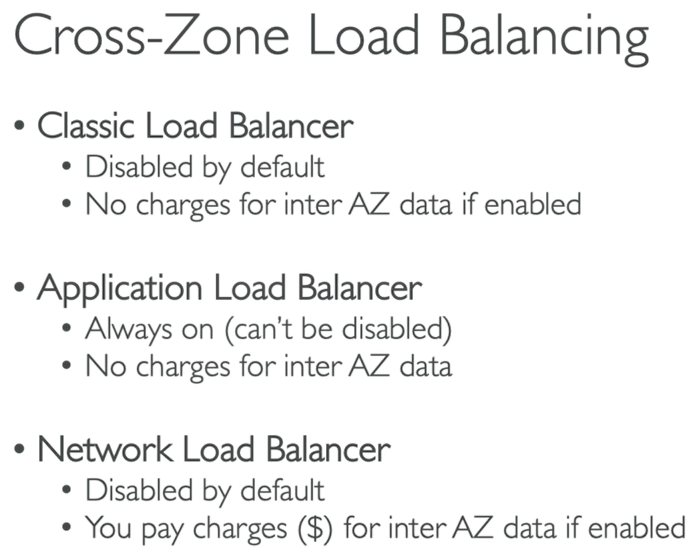 Cross-Zone Load Balancing
• Classic Load Balancer
• Disabled by default
• No charges for inter AZ data if enabled
• Application Load Balancer
• Always on (can't be disabled)
• No charges for inter AZ data
• Network Load Balancer
• Disabled by default
• You pay charges ($) for inter AZ data if enabled